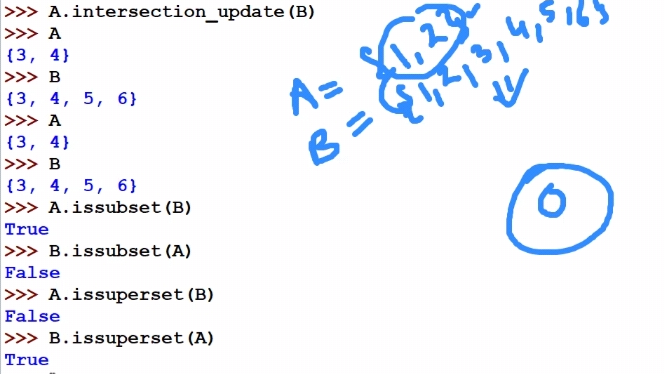 >>> A.intersection_update(B)
>>> A
{3, 4}
>>> B
{3, 4, 5, 6}
>>> A
{3, 4}
>>> B
{3, 4, 5, 6}
>>> A.issubset(B)
True
>>> B.issubset(A)
False
>>> A.issuperset(B)
False
>>> B.issuperset(A)
True
A = {1, 2}
B = {1, 2, 3, 4, 5, 6}